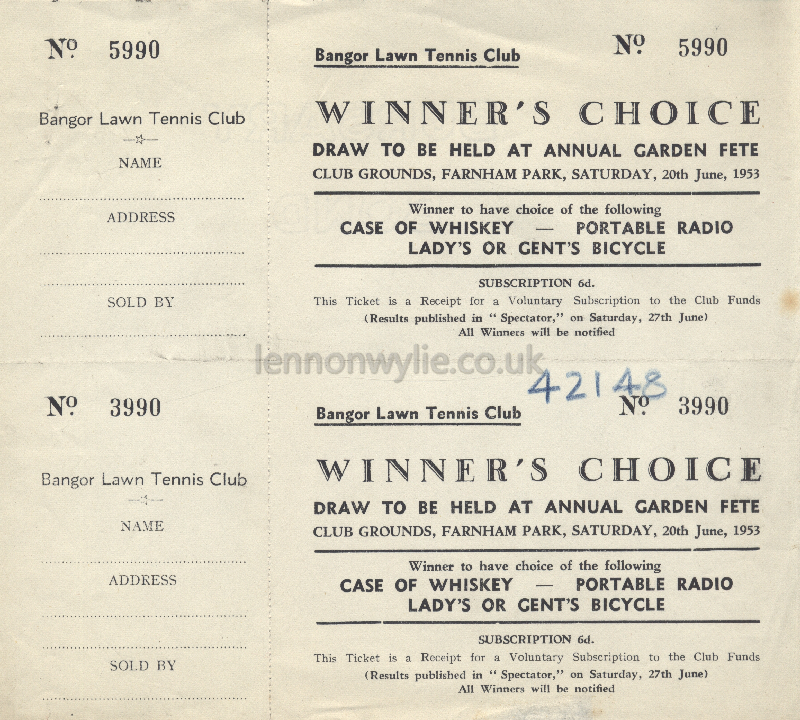 Nº. 5990
Bangor Lawn Tennis Club
NAME
ADDRESS
SOLD BY
Bangor Lawn Tennis Club
Nº. 5990
WINNER'S CHOICE
DRAW TO BE HELD AT ANNUAL GARDEN FETE
CLUB GROUNDS, FARNHAM PARK, SATURDAY, 20th June, 1953
Winner to have choice of the following
CASE OF WHISKEY — PORTABLE RADIO
LADY'S OR GENT'S BICYCLE
SUBSCRIPTION 6d.
This Ticket is a Receipt for a Voluntary Subscription to the Club Funds
(Results published in "Spectator," on Saturday, 27th June)
All Winners will be notified
lennonwylie.co.uk
42148
Nº. 3990
Bangor Lawn Tennis Club
NAME
ADDRESS
SOLD BY
Bangor Lawn Tennis Club
Nº. 3990
WINNER'S CHOICE
DRAW TO BE HELD AT ANNUAL GARDEN FETE
CLUB GROUNDS, FARNHAM PARK, SATURDAY, 20th June, 1953
Winner to have choice of the following
CASE OF WHISKEY — PORTABLE RADIO
LADY'S OR GENT'S BICYCLE
SUBSCRIPTION 6d.
This Ticket is a Receipt for a Voluntary Subscription to the Club Funds
(Results published in "Spectator," on Saturday, 27th June)
All Winners will be notified